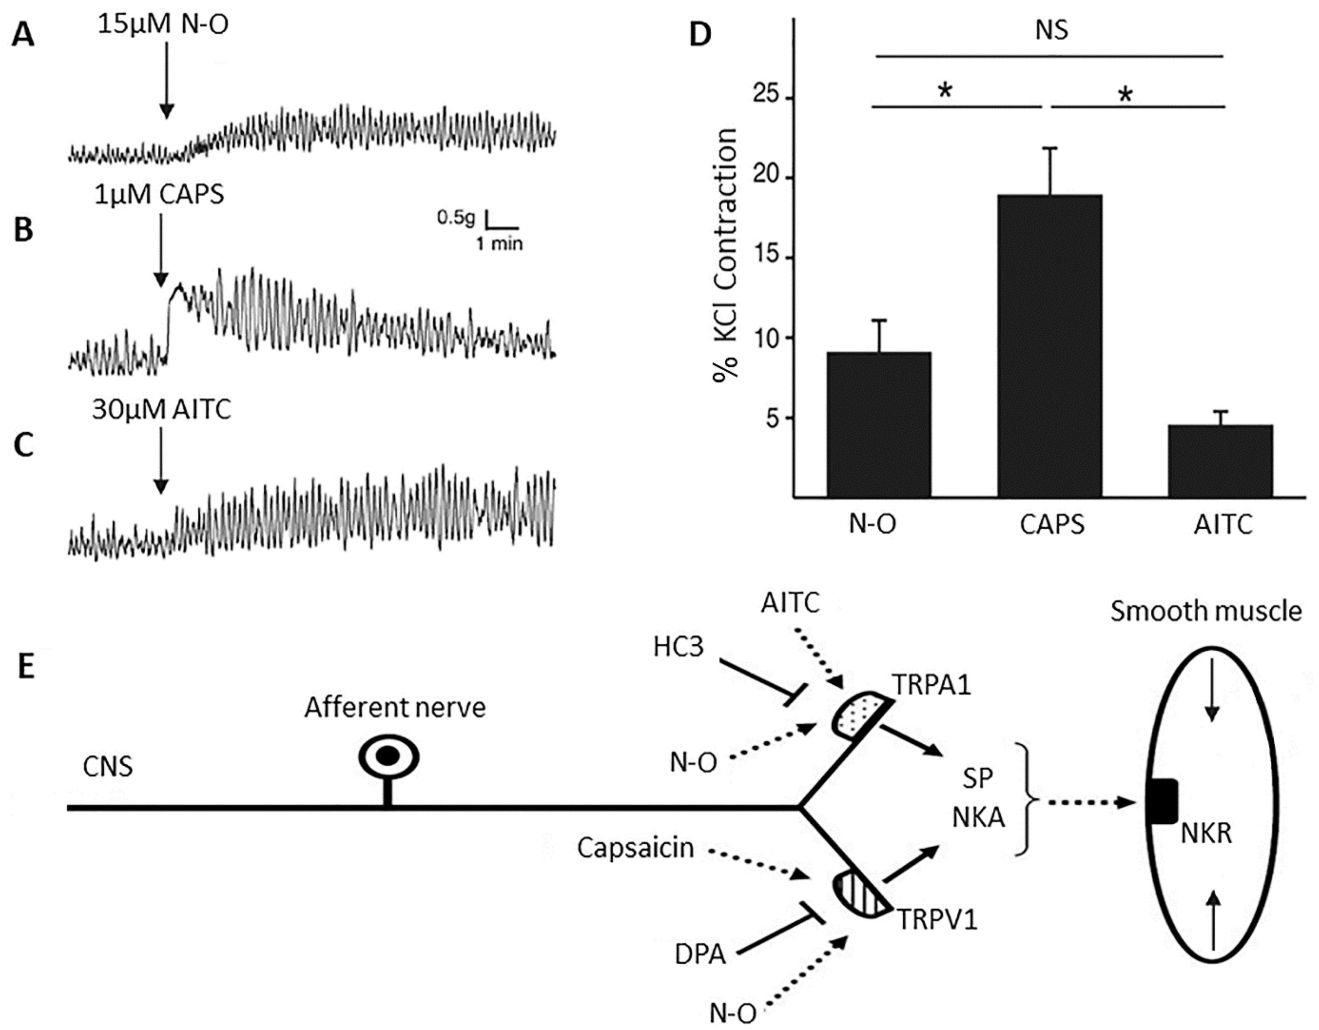 A
15µM N-O
1µM CAPS
B
0.5g
1 min
30µM AITC
C
D
NS
*
*
% KCl Contraction
25
20
15
10
5
N-O
CAPS
AITC
E
CNS
Afferent nerve
AITC
HC3
TRPA1
N-O
SP
NKA
Capsaicin
TRPV1
DPA
N-O
Smooth muscle
NKR